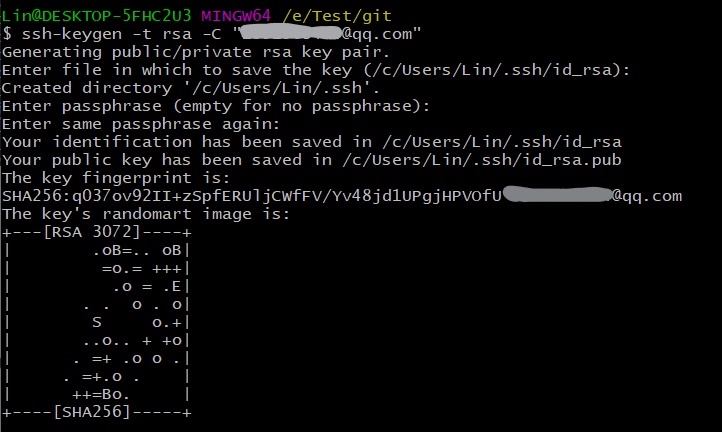 Lin@DESKTOP-5FHC2U3 MINGW64 /e/Test/git
$ ssh-keygen -t rsa -C "@qq.com"
Generating public/private rsa key pair.
Enter file in which to save the key (/c/Users/Lin/.ssh/id_rsa):
Created directory '/c/Users/Lin/.ssh'.
Enter passphrase (empty for no passphrase):
Enter same passphrase again:
Your identification has been saved in /c/Users/Lin/.ssh/id_rsa
Your public key has been saved in /c/Users/Lin/.ssh/id_rsa.pub
The key fingerprint is:
SHA256:qO37ov92II+zSpfERUljCWfFV/Yv48jd1UPgjHPVOfU @qq.com
The key's randomart image is:
+---[RSA 3072]----+
|         .oB=.. oB|
|          =o.= +++|
|           .o = .E|
|        . .  o . o|
|         S     o.+|
|        ..o.. + +o|
|       . =+ .o o .|
|      . =+.o .    |
|       ++=Bo.     |
+----[SHA256]-----+